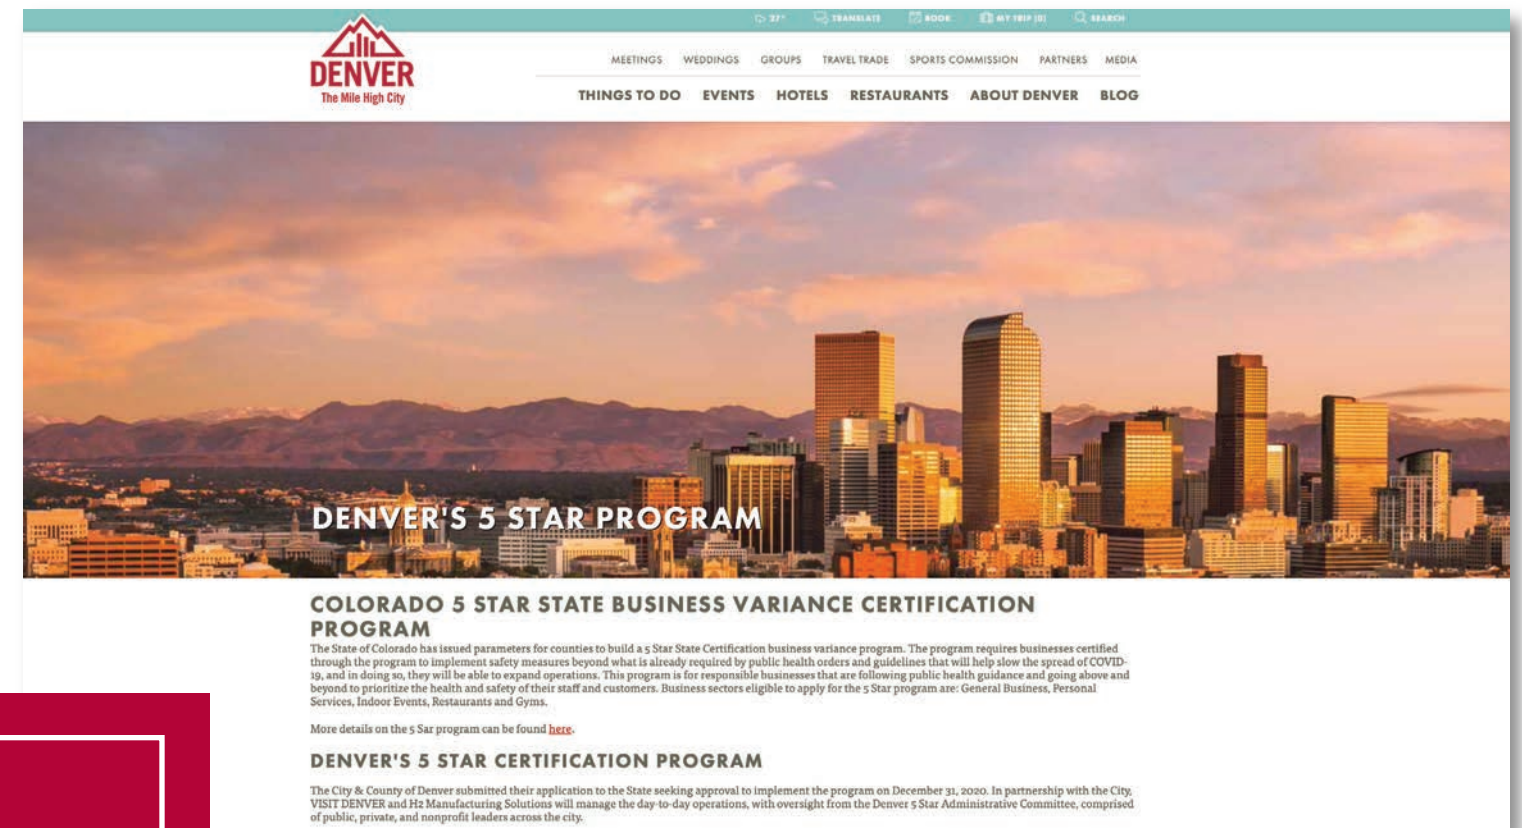 27° TRANSLATE BOOK MY TRIP (0) SEARCH
DENVER
The Mile High City
MEETINGS WEDDINGS GROUPS TRAVEL TRADE SPORTS COMMISSION PARTNERS MEDIA
THINGS TO DO EVENTS HOTELS RESTAURANTS ABOUT DENVER BLOG
DENVER'S 5 STAR PROGRAM
COLORADO 5 STAR STATE BUSINESS VARIANCE CERTIFICATION
PROGRAM
The State of Colorado has issued parameters for counties to build a 5 Star State Certification business variance program. The program requires businesses certified
through the program to implement safety measures beyond what is already required by public health orders and guidelines that will help slow the spread of COVID-
19, and in doing so, they will be able to expand operations. This program is for responsible businesses that are following public health guidance and going above and
beyond to prioritize the health and safety of their staff and customers. Business sectors eligible to apply for the 5 Star program are: General Business, Personal
Services, Indoor Events, Restaurants and Gyms.
More details on the 5 Sar program can be found here.
DENVER'S 5 STAR CERTIFICATION PROGRAM
The City & County of Denver submitted their application to the State seeking approval to implement the program on December 31, 2020. In partnership with the City,
VISIT DENVER and H2 Manufacturing Solutions will manage the day-to-day operations, with oversight from the Denver 5 Star Administrative Committee, comprised
of public, private, and nonprofit leaders across the city.